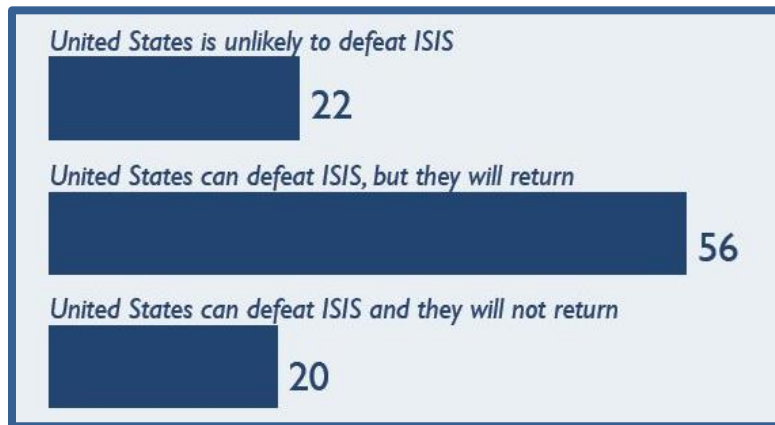 United States is unlikely to defeat ISIS
22
United States can defeat ISIS, but they will return
56
United States can defeat ISIS and they will not return
20